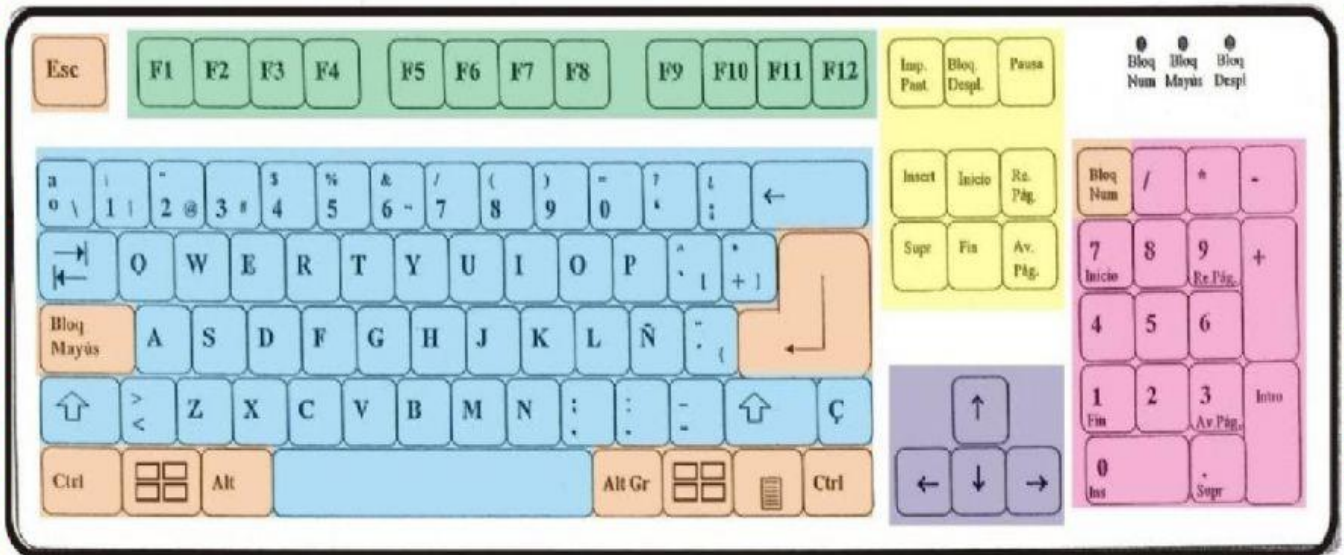 Esc F1 F2 F3 F4 F5 F6 F7 F8 F9 F10 F11 F12
Imp. Bloq. Pausa
Pant. Despl.
Bloq Bloq Bloq
Num Mayús Despl
a " $ % & / ( ) =
º \ 1 | 2 @ 3 # 4 5 6 7 8 9 0 ←
Q W E R T Y U I O P [
+ ]
Bloq
Mayús A S D F G H J K L Ñ {
⇧ >
< Z X C V B M N ; : - ⇧ Ç
Ctrl Alt Alt Gr Ctrl
Insert Inicio Re.
Pág.
Supr Fin Av.
Pág.
↑
← ↓ →
Bloq
Num / * -
7 8 9 +
Inicio Re.Pág.
4 5 6
1 2 3 Intro
Fin Av.Pág.
0 .
Ins Supr